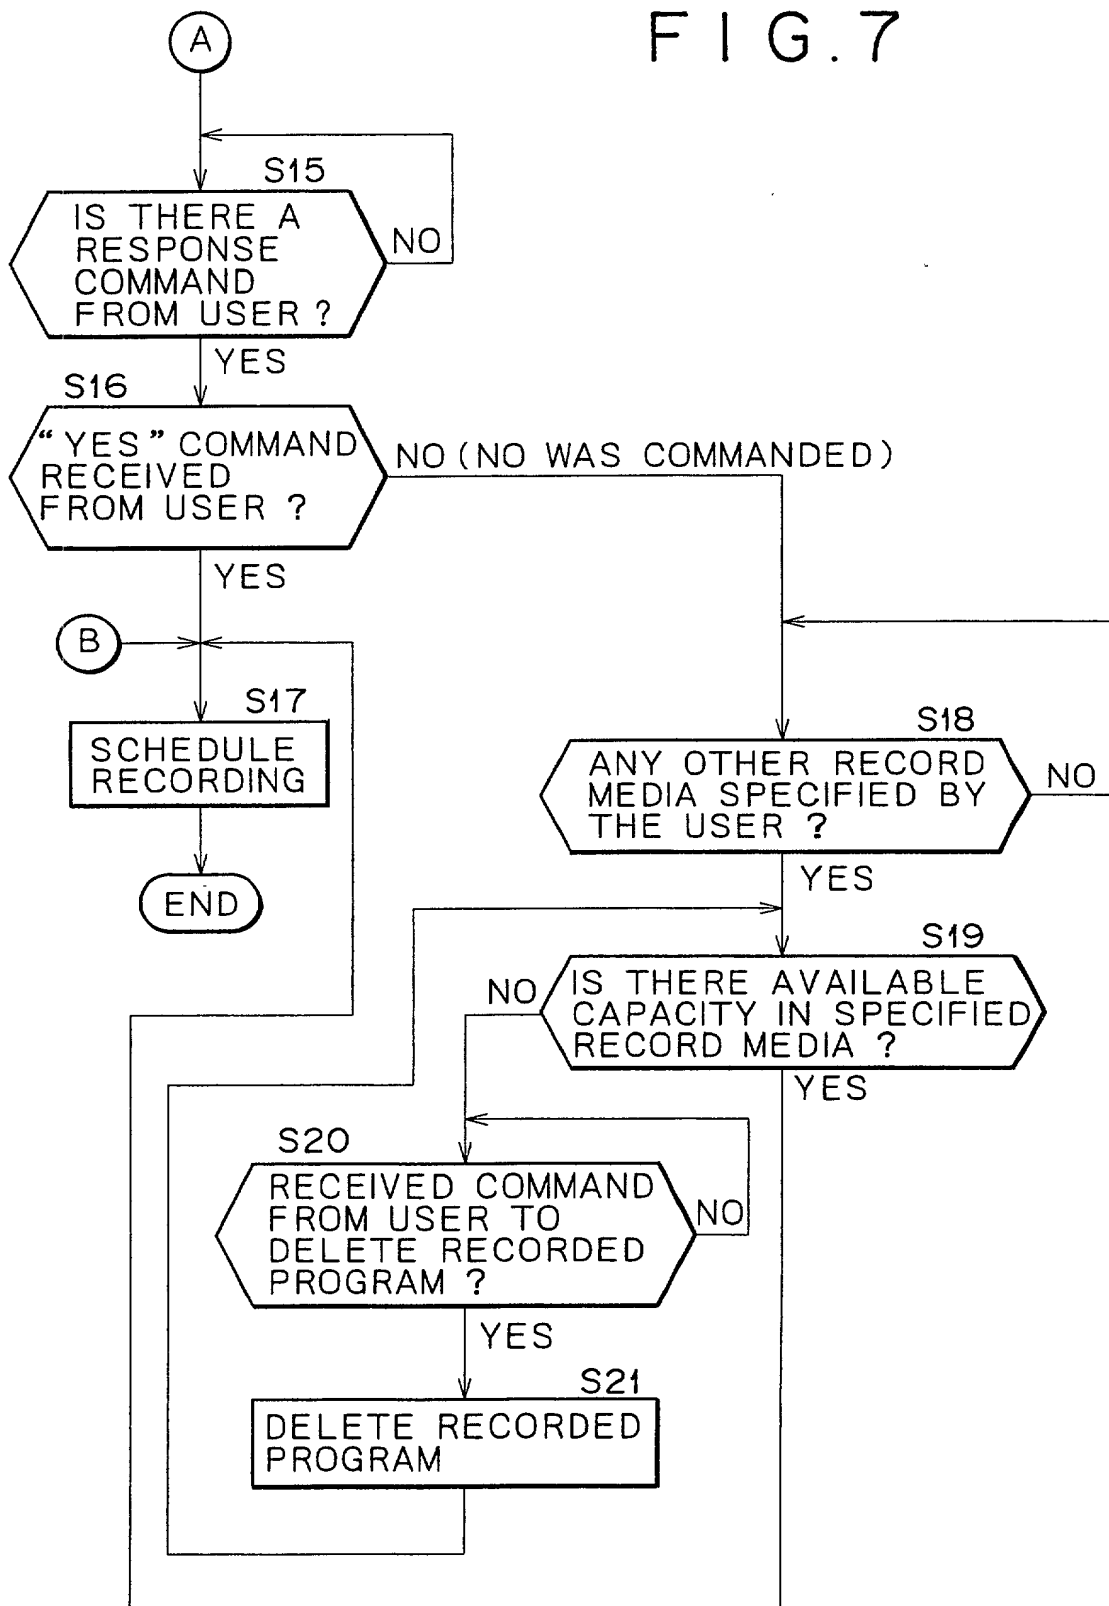 FIG.7
A
S15
IS THERE A
RESPONSE
COMMAND
FROM USER ?
NO
YES
S16
"YES" COMMAND
RECEIVED
FROM USER ?
NO (NO WAS COMMANDED)
YES
B
S17
SCHEDULE
RECORDING
END
S18
ANY OTHER RECORD
MEDIA SPECIFIED BY
THE USER ?
NO
YES
S19
IS THERE AVAILABLE
CAPACITY IN SPECIFIED
RECORD MEDIA ?
NO
YES
S20
RECEIVED COMMAND
FROM USER TO
DELETE RECORDED
PROGRAM ?
NO
YES
S21
DELETE RECORDED
PROGRAM